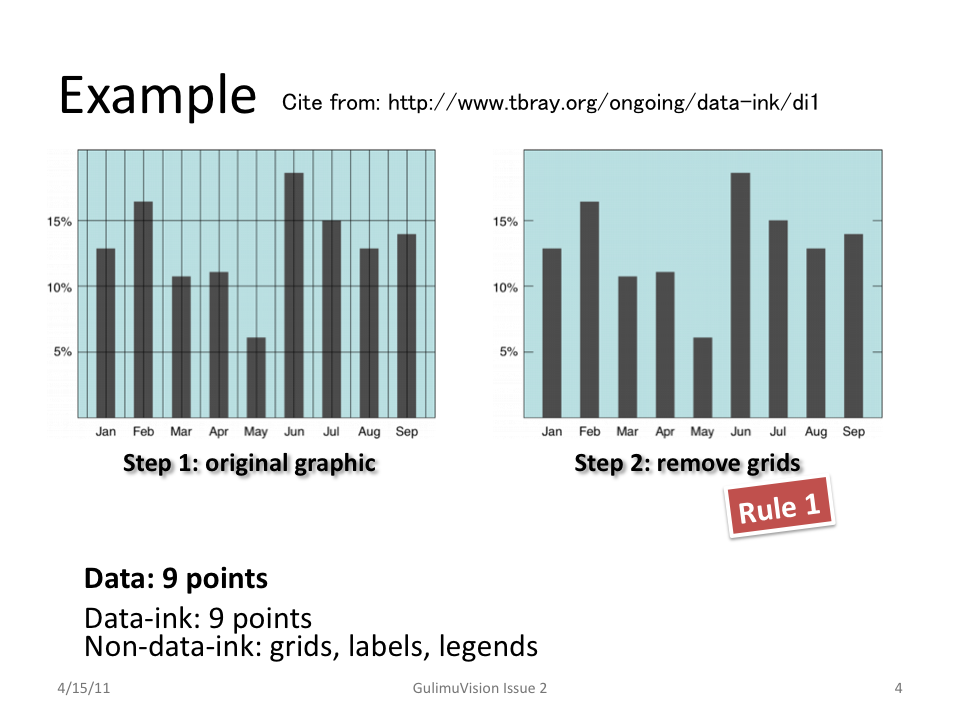 Example Cite from: http://www.tbray.org/ongoing/data-ink/di1
15%
10%
5%
Jan Feb Mar Apr May Jun Jul Aug Sep
Step 1: original graphic
15%
10%
5%
Jan Feb Mar Apr May Jun Jul Aug Sep
Step 2: remove grids
Rule 1
Data: 9 points
Data-ink: 9 points
Non-data-ink: grids, labels, legends
4/15/11 GulimuVision Issue 2 4